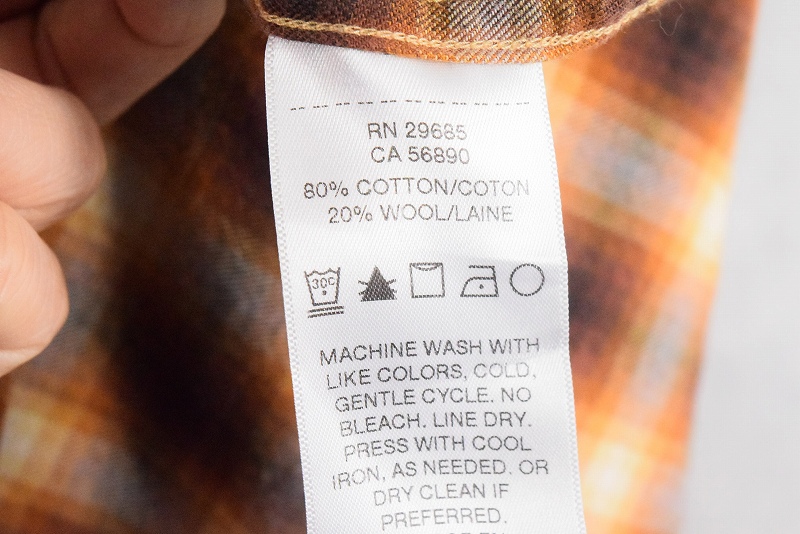 RN 29685
CA 56890
80% COTTON/COTON
20% WOOL/LAINE
30C
MACHINE WASH WITH
LIKE COLORS, COLD,
GENTLE CYCLE. NO
BLEACH. LINE DRY.
PRESS WITH COOL
IRON, AS NEEDED. OR
DRY CLEAN IF
PREFERRED.